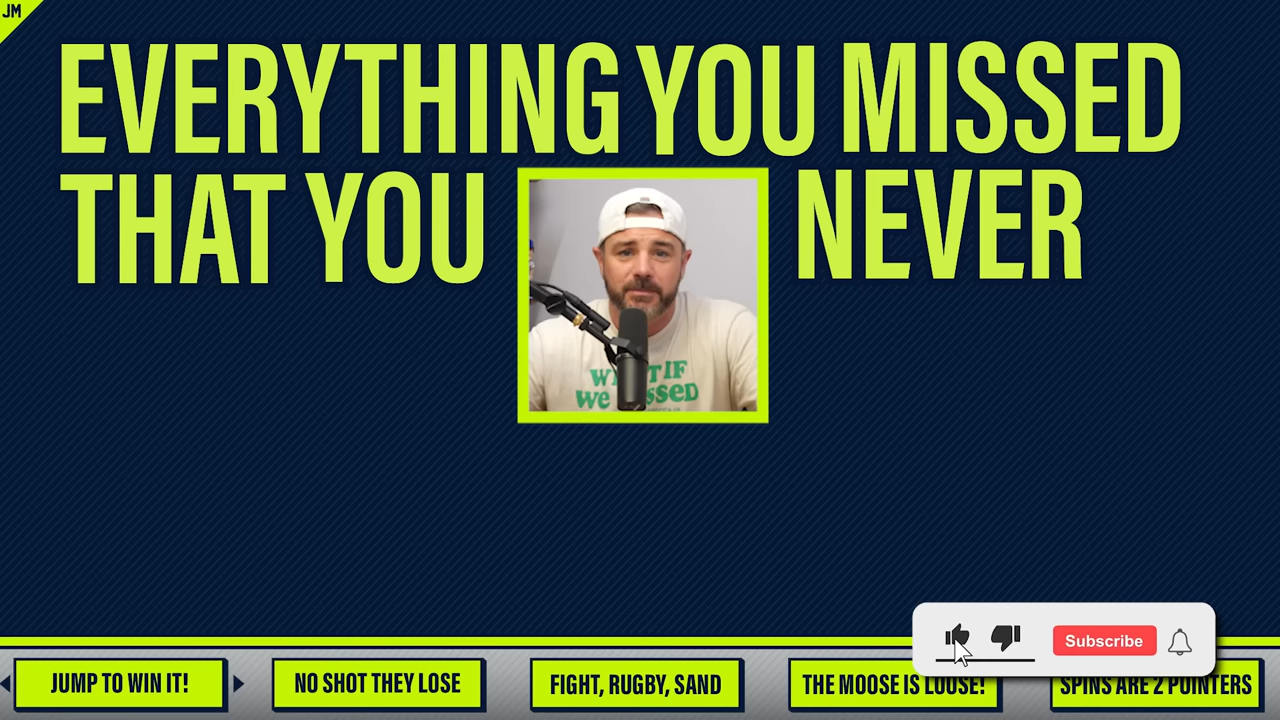 JM
EVERYTHING YOU MISSED
THAT YOU NEVER
WE
Subscribe
JUMP TO WIN IT!
NO SHOT THEY LOSE
FIGHT, RUGBY, SAND
THE MOOSE IS LOOSE!
SPINS ARE 2 POINTERS